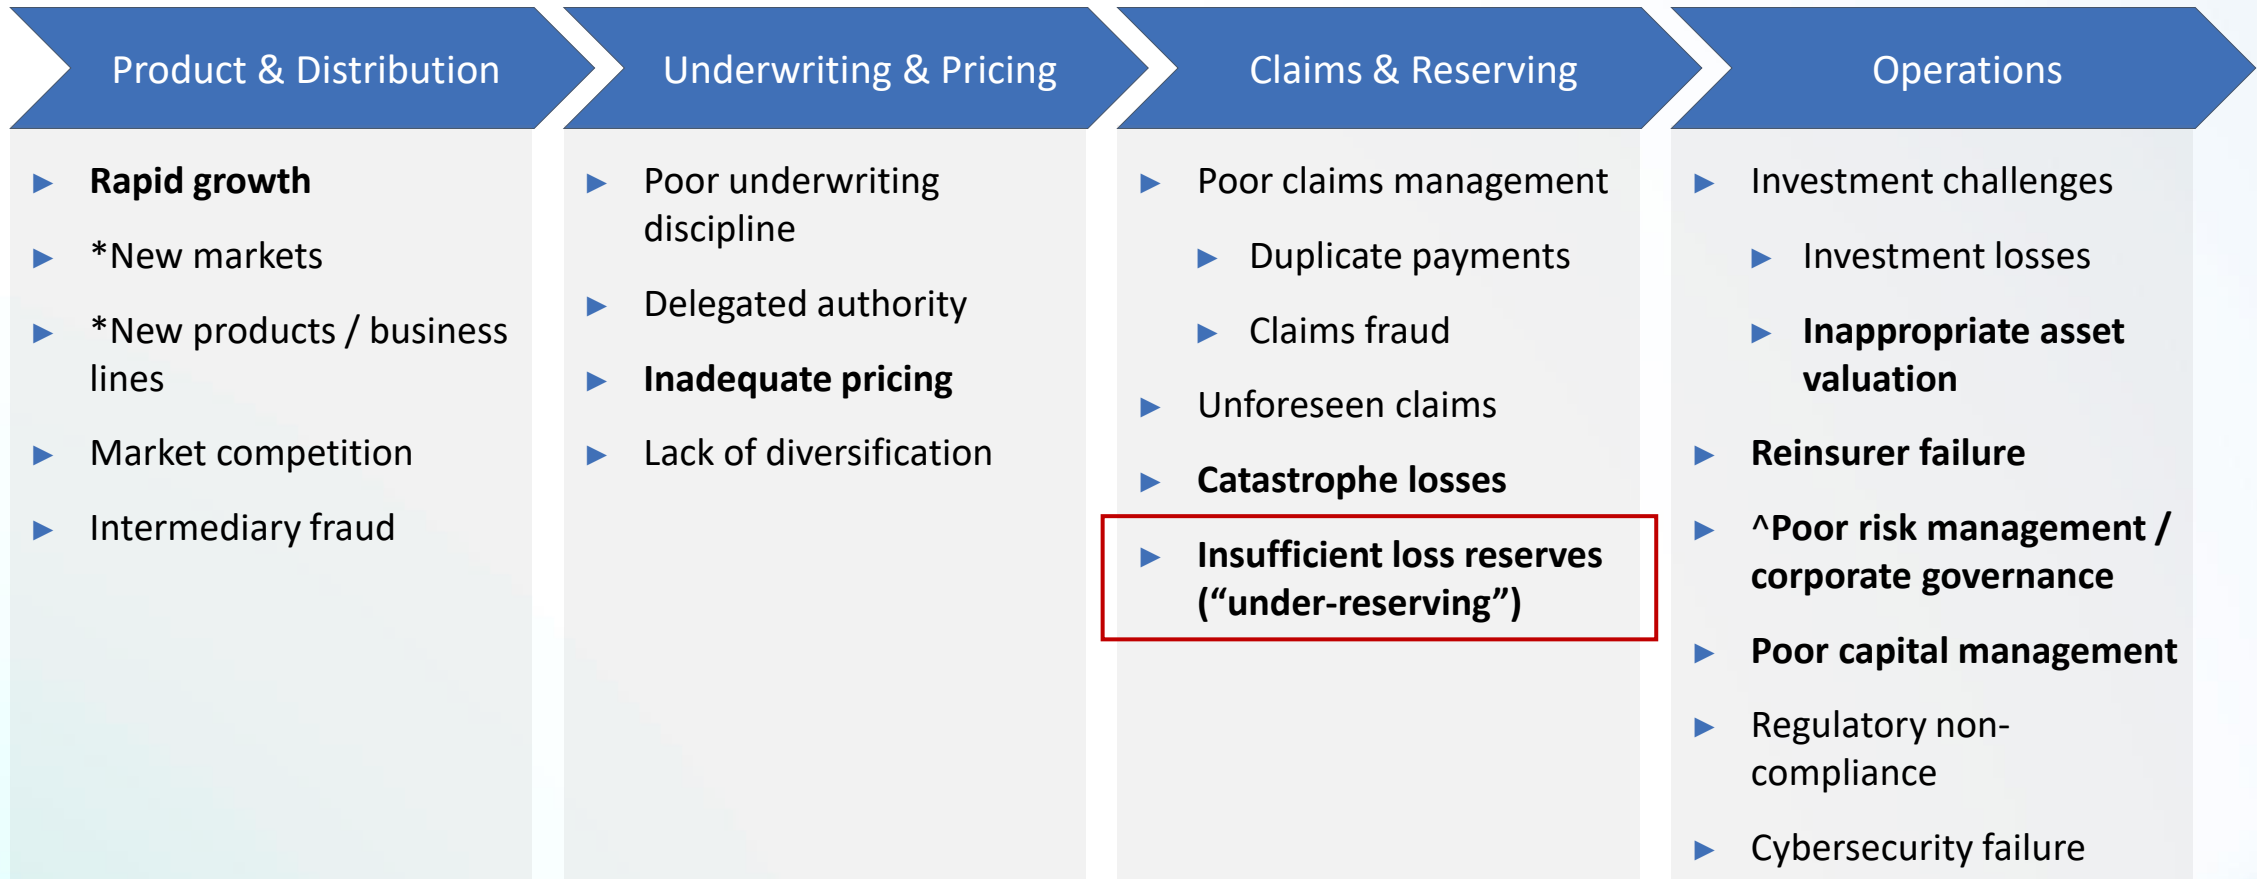 Product & Distribution
► Rapid growth
► *New markets
► *New products / business
lines
► Market competition
► Intermediary fraud
Underwriting & Pricing
► Poor underwriting
discipline
► Delegated authority
► Inadequate pricing
► Lack of diversification
Claims & Reserving
► Poor claims management
► Duplicate payments
► Claims fraud
► Unforeseen claims
► Catastrophe losses
► Insufficient loss reserves
(“under-reserving”)
Operations
► Investment challenges
► Investment losses
► Inappropriate asset
valuation
► Reinsurer failure
► ^Poor risk management /
corporate governance
► Poor capital management
► Regulatory non-
compliance
► Cybersecurity failure